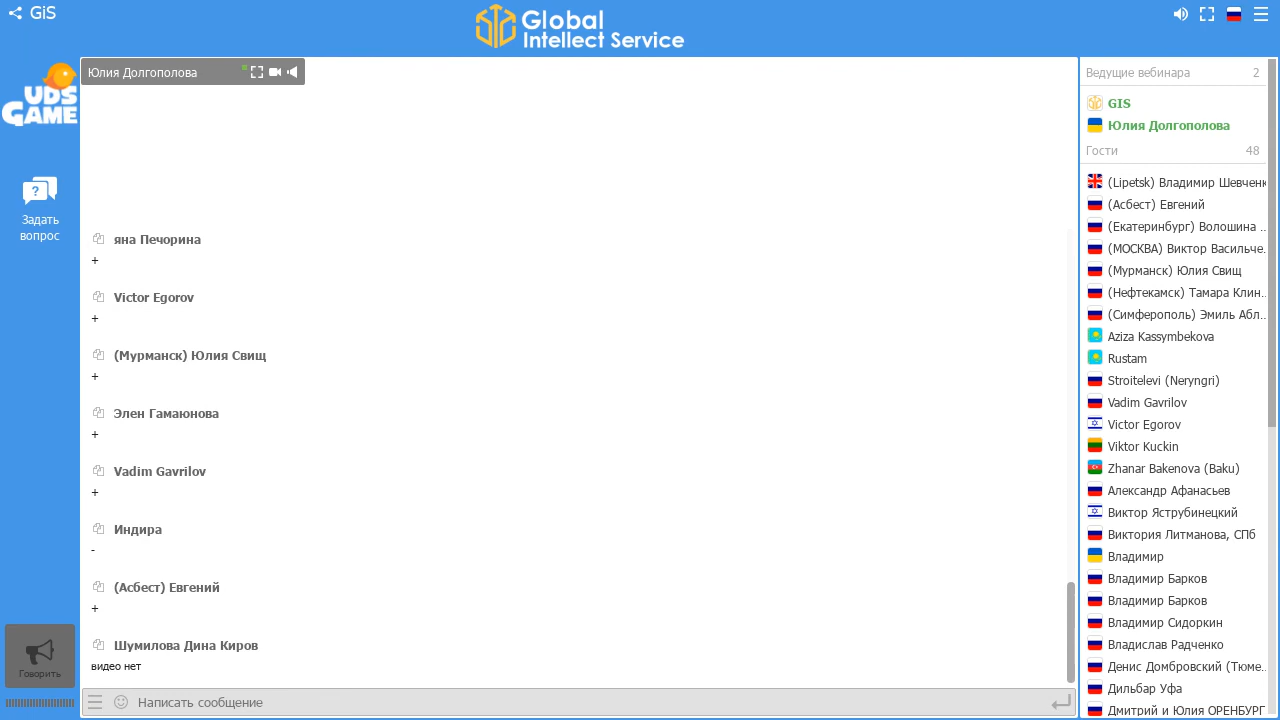 GiS
Global
Intellect Service
UDS
GAME
Задать
вопрос
Говорить
Юлия Долгополова
яна Печорина
+
Victor Egorov
+
(Мурманск) Юлия Свищ
+
Элен Гамаюнова
+
Vadim Gavrilov
+
Индира
-
(Асбест) Евгений
+
Шумилова Дина Киров
видео нет
Написать сообщение
Ведущие вебинара 2
GIS
Юлия Долгополова
Гости 48
(Lipetsk) Владимир Шевченк
(Асбест) Евгений
(Екатеринбург) Волошина ...
(МОСКВА) Виктор Васильче...
(Мурманск) Юлия Свищ
(Нефтекамск) Тамара Клин...
(Симферополь) Эмиль Абл...
Aziza Kassymbekova
Rustam
Stroitelevi (Neryngri)
Vadim Gavrilov
Victor Egorov
Viktor Kuckin
Zhanar Bakenova (Baku)
Александр Афанасьев
Виктор Яструбинецкий
Виктория Литманова, СПб
Владимир
Владимир Барков
Владимир Барков
Владимир Сидоркин
Владислав Радченко
Денис Домбровский (Тюме...
Дильбар Уфа
Дмитрий и Юлия ОРЕНБУРГ